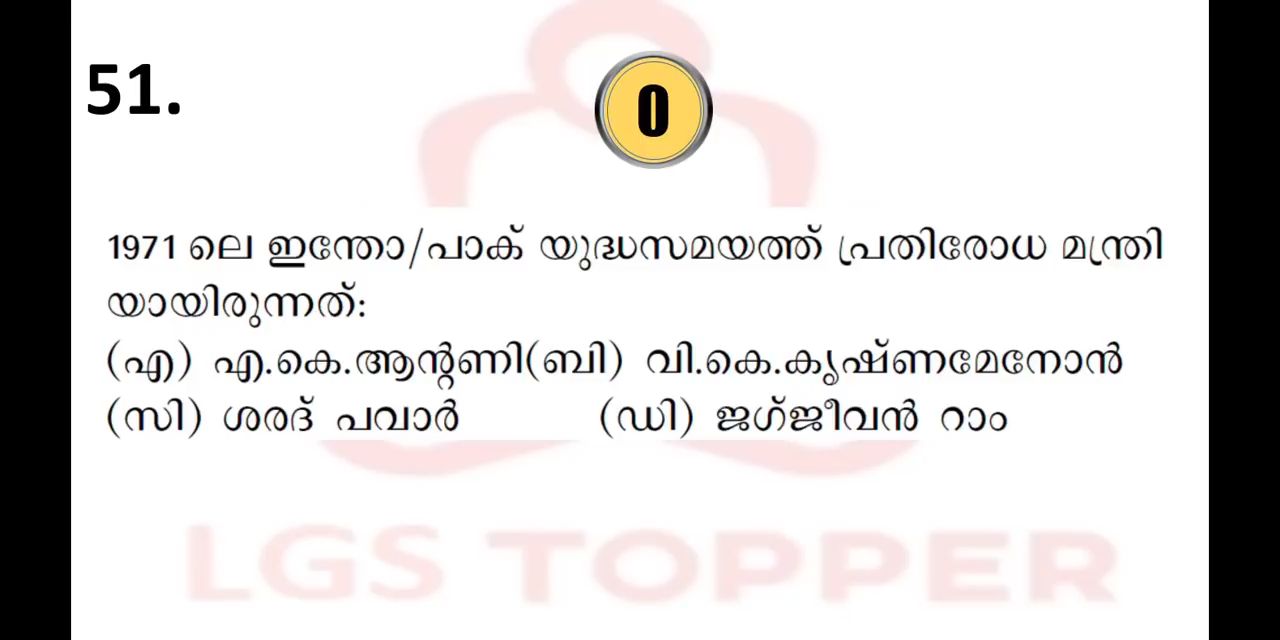 51.
0
1971 ലെ ഇന്തോ/പാക് യുദ്ധസമയത്ത് പ്രതിരോധ മന്ത്രി
യായിരുന്നത്:
(എ) എ.കെ.ആന്റണി(ബി) വി.കെ.കൃഷ്ണമേനോൻ
(സി) ശരദ് പവാർ (ഡി) ജഗ്ജീവൻ റാം
LGS TOPPER